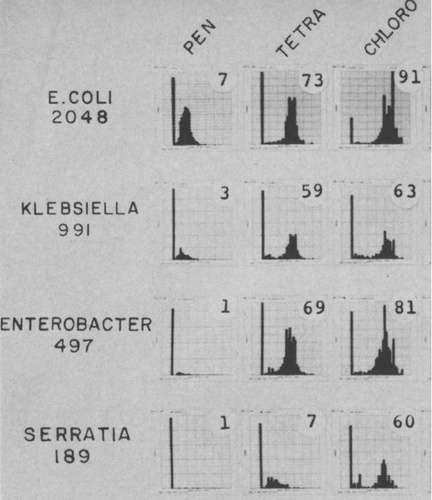 PEN TETRA CHLORO
E.COLI
2048
7 73 91
KLEBSIELLA
991
3 59 63
ENTEROBACTER
497
1 69 81
SERRATIA
189
1 7 60